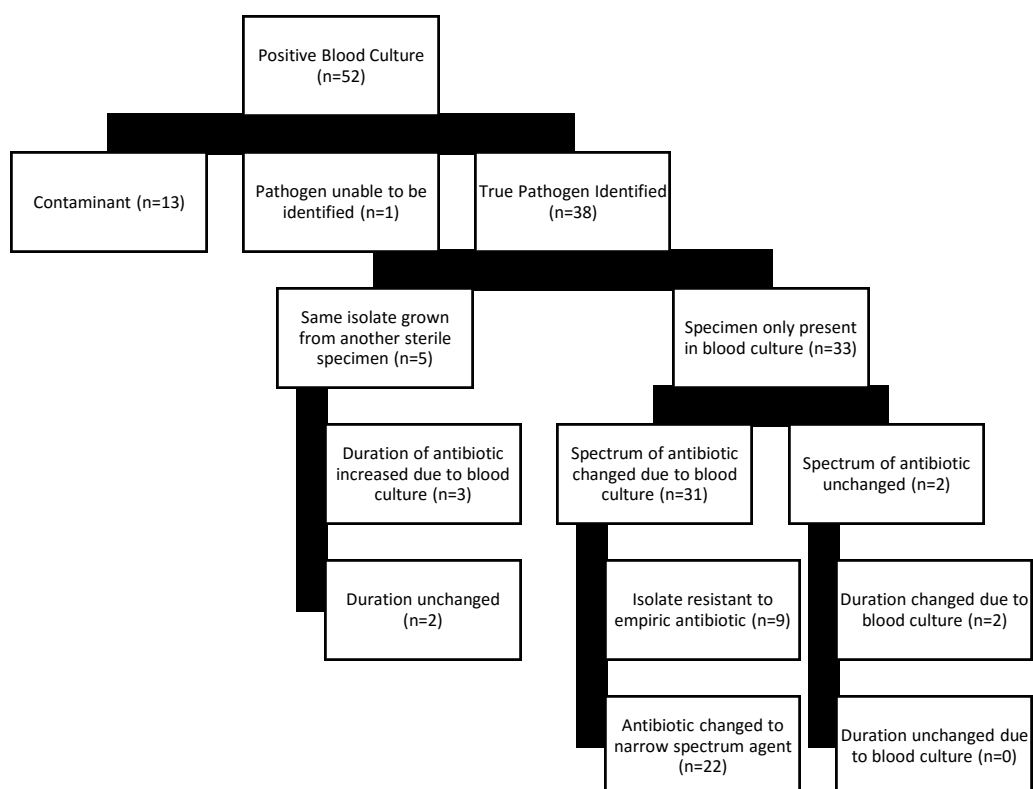 Positive Blood Culture
(n=52)
Contaminant (n=13)
Pathogen unable to be
identified (n=1)
True Pathogen Identified
(n=38)
Same isolate grown
from another sterile
specimen (n=5)
Specimen only present
in blood culture (n=33)
Duration of antibiotic
increased due to blood
culture (n=3)
Spectrum of antibiotic
changed due to blood
culture (n=31)
Spectrum of antibiotic
unchanged (n=2)
Duration unchanged
(n=2)
Isolate resistant to
empiric antibiotic (n=9)
Duration changed due to
blood culture (n=2)
Antibiotic changed to
narrow spectrum agent
(n=22)
Duration unchanged due
to blood culture (n=0)